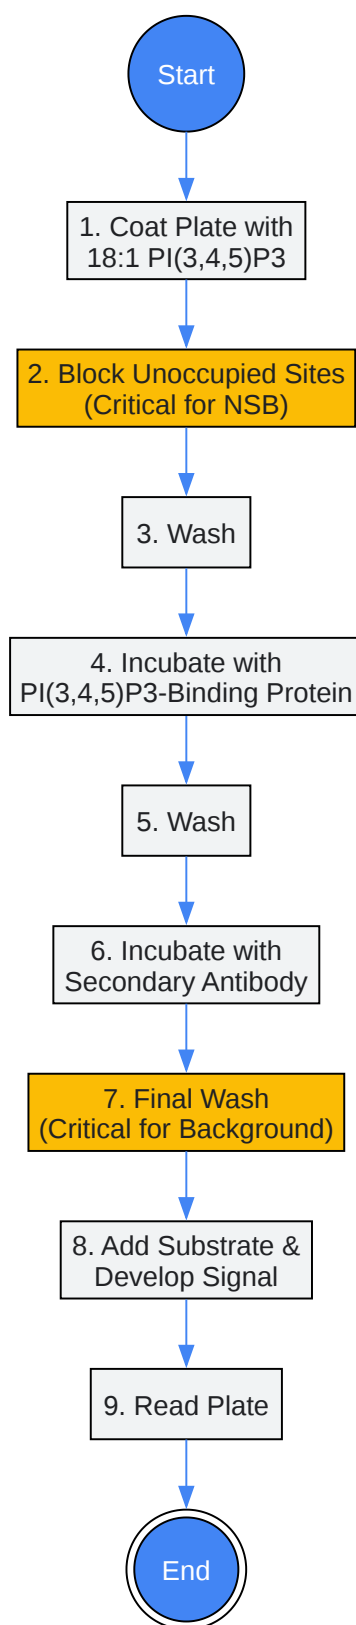 Start
1. Coat Plate with
18:1 PI(3,4,5)P3
2. Block Unoccupied Sites
(Critical for NSB)
3. Wash
4. Incubate with
PI(3,4,5)P3-Binding Protein
5. Wash
6. Incubate with
Secondary Antibody
7. Final Wash
(Critical for Background)
8. Add Substrate &
Develop Signal
9. Read Plate
End